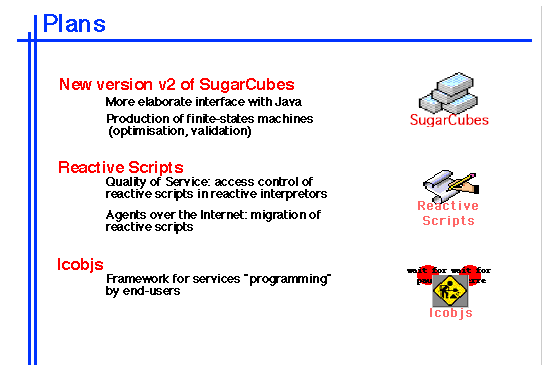 Plans
New version v2 of SugarCubes
More elaborate interface with Java
Production of finite-states machines
(optimisation, validation)
SugarCubes
Reactive Scripts
Quality of Service: access control of
reactive scripts in reactive interpretors
Agents over the Internet: migration of
reactive scripts
Reactive
Scripts
Icobjs
Framework for services "programming"
by end-users
wait for wait for
Icobjs